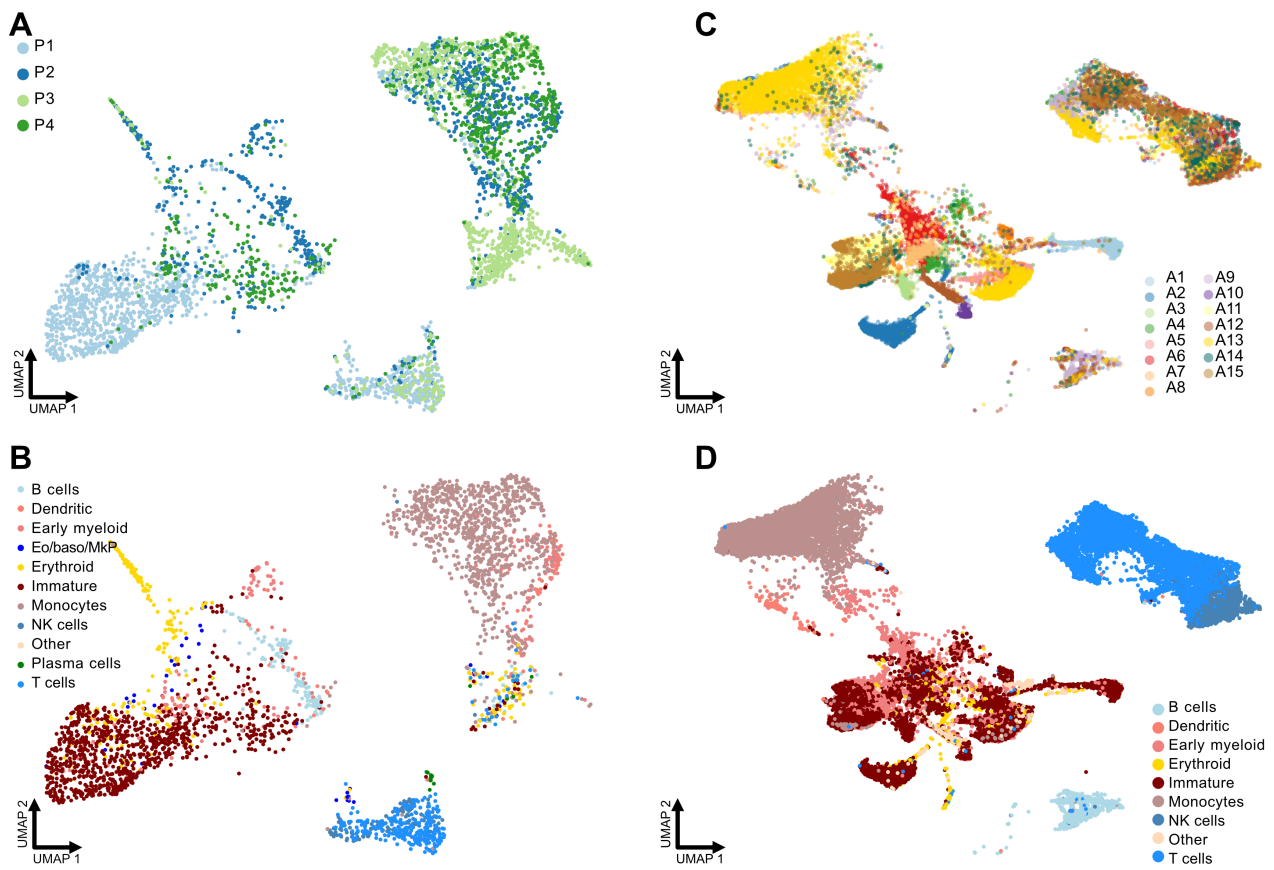 A
P1
P2
P3
P4
UMAP 2
UMAP 1
C
A1 A9
A2 A10
A3 A11
A4 A12
A5 A13
A6 A14
A7 A15
A8
UMAP 2
UMAP 1
B
B cells
Dendritic
Early myeloid
Eo/baso/MkP
Erythroid
Immature
Monocytes
NK cells
Other
Plasma cells
T cells
UMAP 2
UMAP 1
D
B cells
Dendritic
Early myeloid
Erythroid
Immature
Monocytes
NK cells
Other
T cells
UMAP 2
UMAP 1